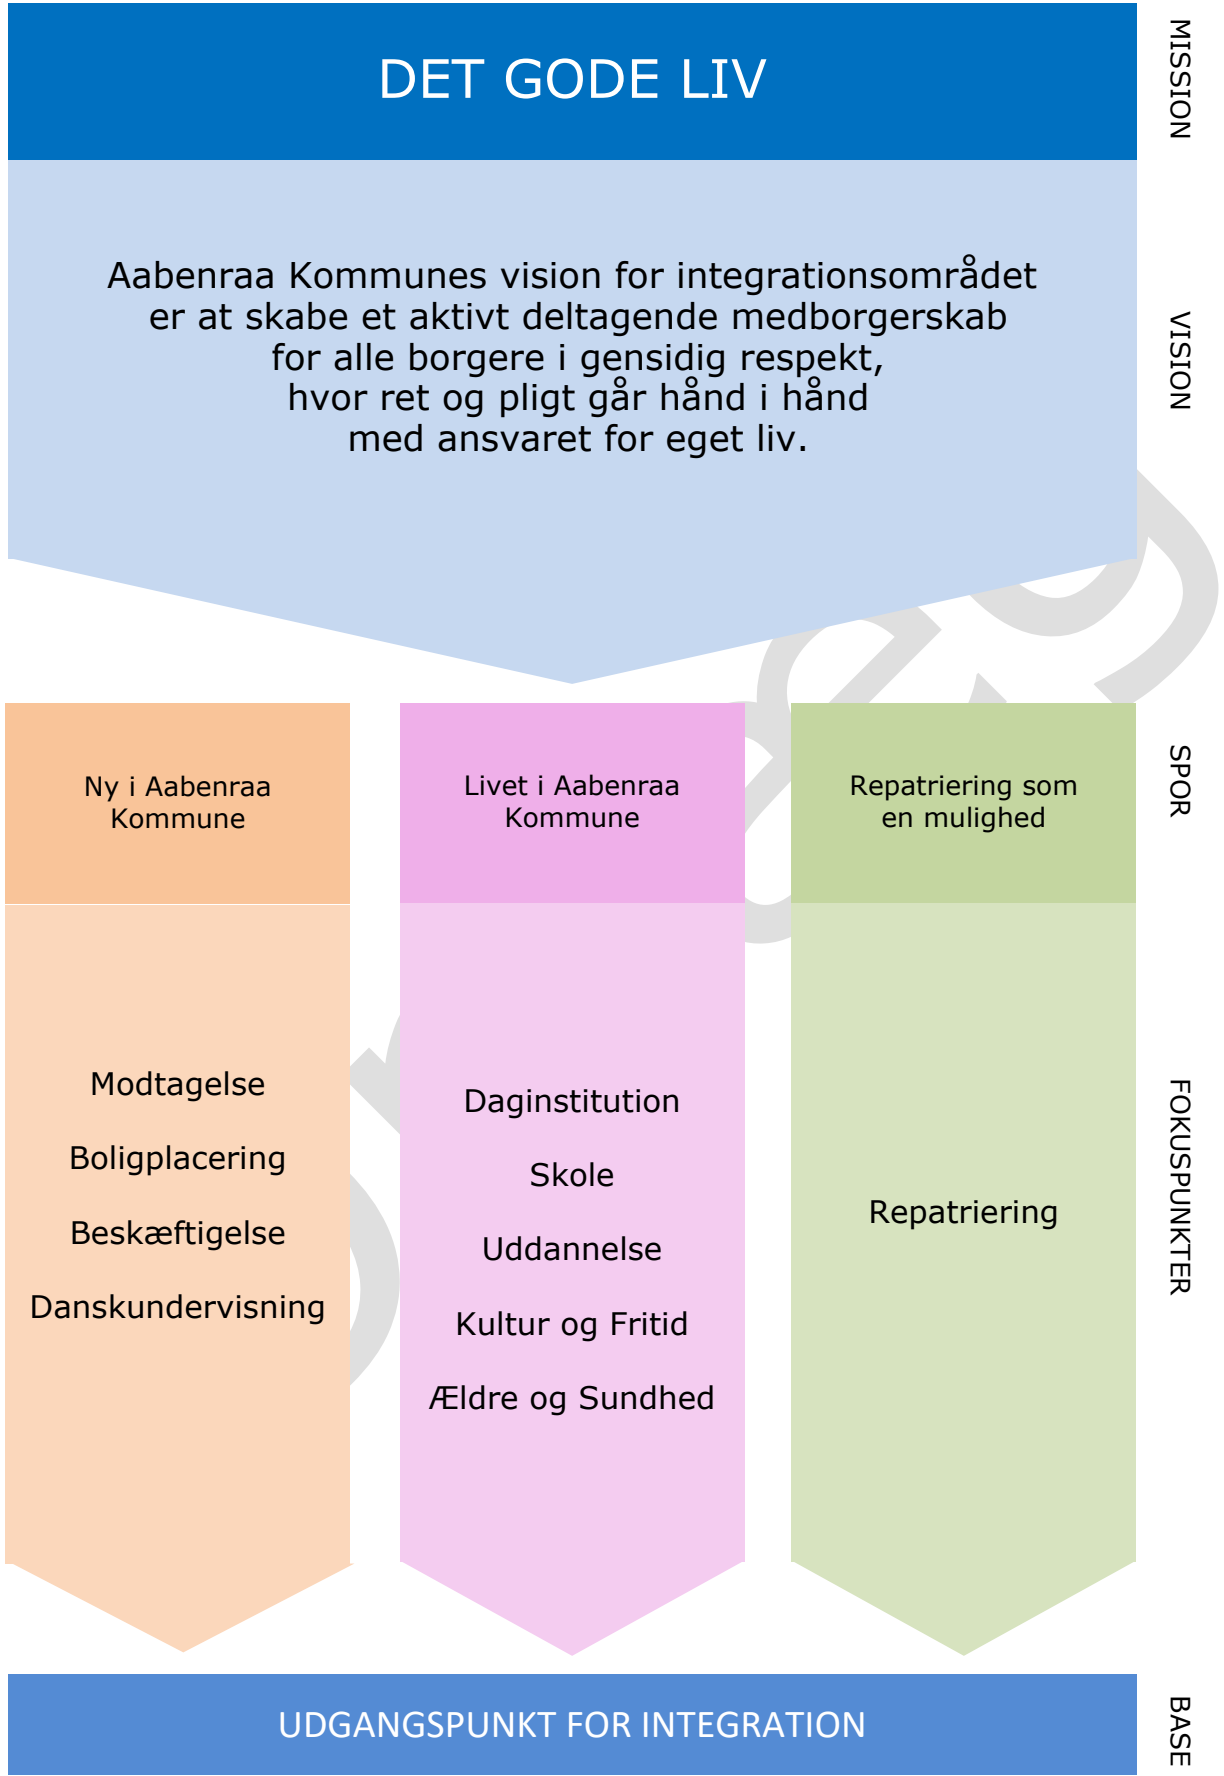 DET GODE LIV
MISSION
Aabenraa Kommunes vision for integrationsområdet
er at skabe et aktivt deltagende medborgerskab
for alle borgere i gensidig respekt,
hvor ret og pligt går hånd i hånd
med ansvaret for eget liv.
VISION
Ny i Aabenraa
Kommune
Livet i Aabenraa
Kommune
Repatriering som
en mulighed
SPOR
Modtagelse
Boligplacering
Beskæftigelse
Danskundervisning
Daginstitution
Skole
Uddannelse
Kultur og Fritid
Ældre og Sundhed
Repatriering
FOKUSPUNKTER
UDGANGSPUNKT FOR INTEGRATION
BASE